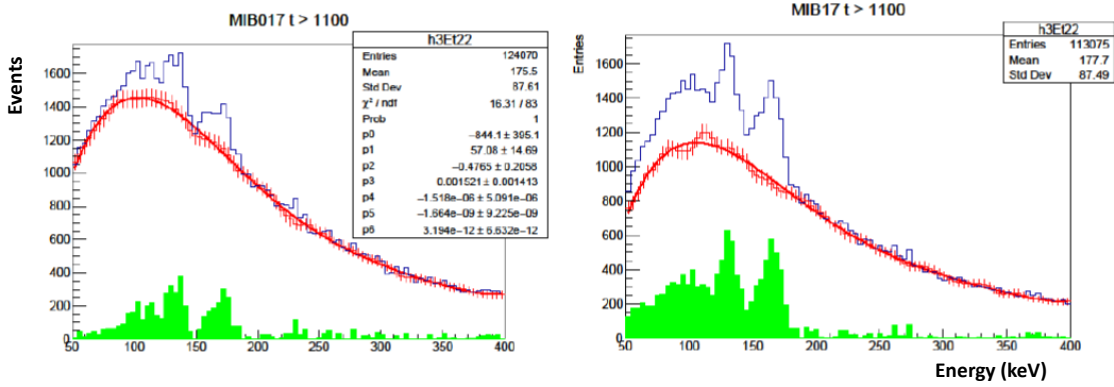 MIB017 t > 1100
Events
h3Et22
Entries 124070
Mean 175.5
Std Dev 87.61
χ² / ndf 16.31 / 83
Prob 1
p0 −844.1 ± 395.1
p1 57.08 ± 14.69
p2 −0.4765 ± 0.2058
p3 0.001521 ± 0.001413
p4 −1.518e−06 ± 5.091e−06
p5 −1.664e−09 ± 9.225e−09
p6 3.194e−12 ± 6.632e−12
1600
1400
1200
1000
800
600
400
200
0
50 100 150 200 250 300 350 400
MIB17 t > 1100
Entries
h3Et22
Entries 113075
Mean 177.7
Std Dev 87.49
1600
1400
1200
1000
800
600
400
200
0
50 100 150 200 250 300 350 400
Energy (keV)